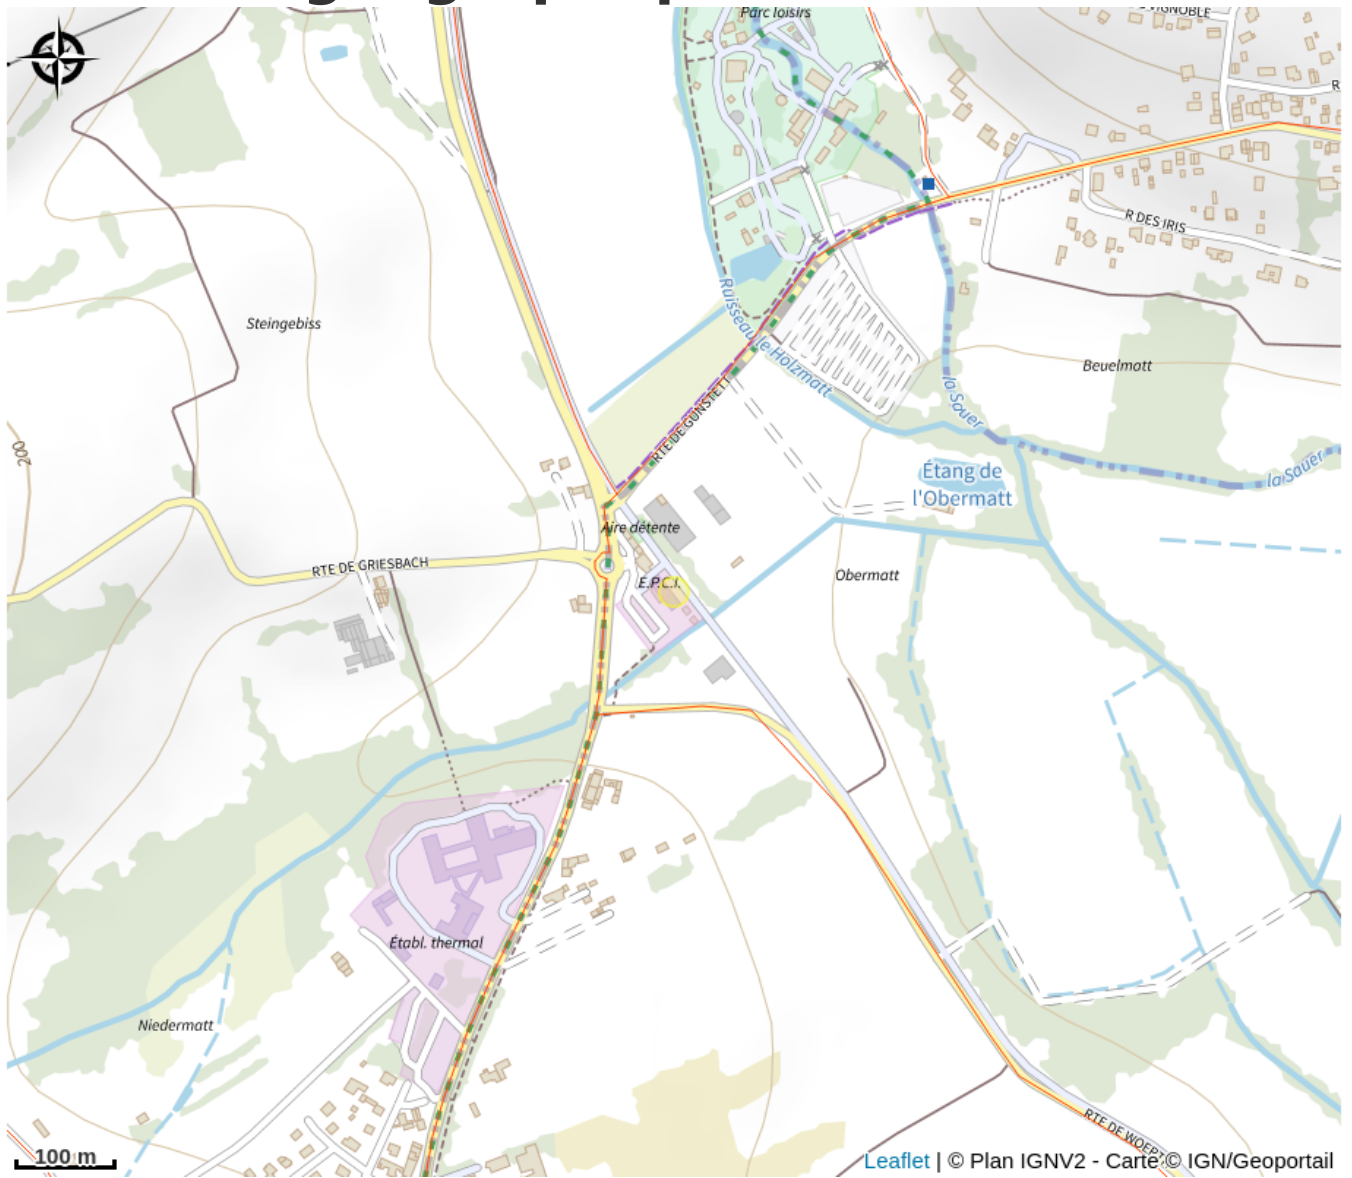 Parc loisirs
VIGNOBLE
R
R DES IRIS
Steingebiss
Ruisseau le Holzmatt
Beuelmatt
la Sauer
RTE DE GUNSTETT
200
Étang de
l'Obermatt
la Sauer
Aire détente
RTE DE GRIESBACH
E.P.C.I.
Obermatt
Établ. thermal
Niedermatt
RTE DE WOERTH
100 m
Leaflet | © Plan IGNV2 - Carte © IGN/Geoportail